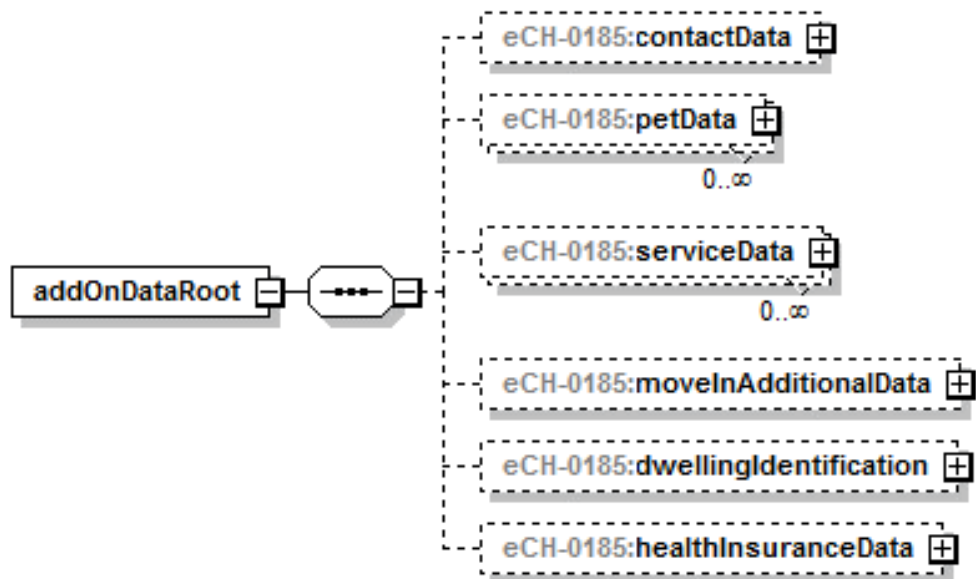 eCH-0185:contactData
eCH-0185:petData
0..∞
eCH-0185:serviceData
0..∞
addOnDataRoot
eCH-0185:moveInAdditionalData
eCH-0185:dwellingIdentification
eCH-0185:healthInsuranceData